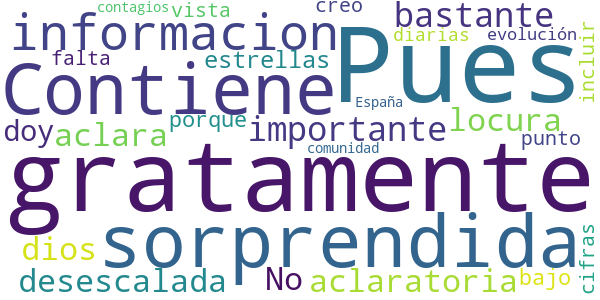 contagios vista creo bastante
informacion Pues diarias evolución incluir
falta estrellas
Contiene España
doy aclara porque importante locura punto
comunidad
gratamente
sorprendida cifras
dios
desescalada No aclaratoria bajo